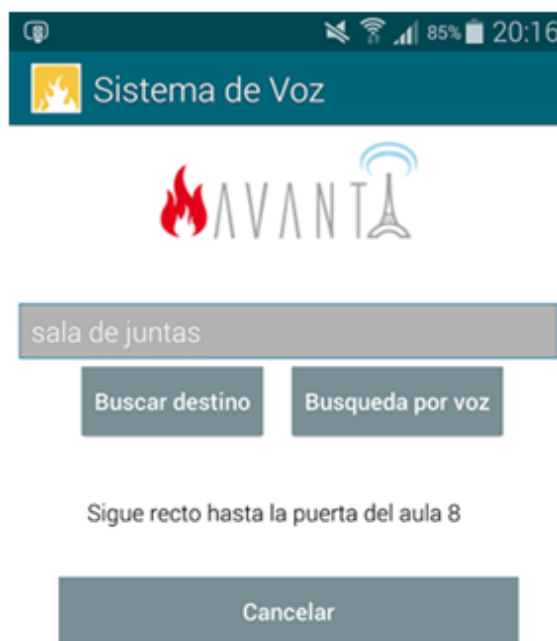 85% 20:16
Sistema de Voz
AVANTI
sala de juntas
Buscar destino Busqueda por voz
Sigue recto hasta la puerta del aula 8
Cancelar